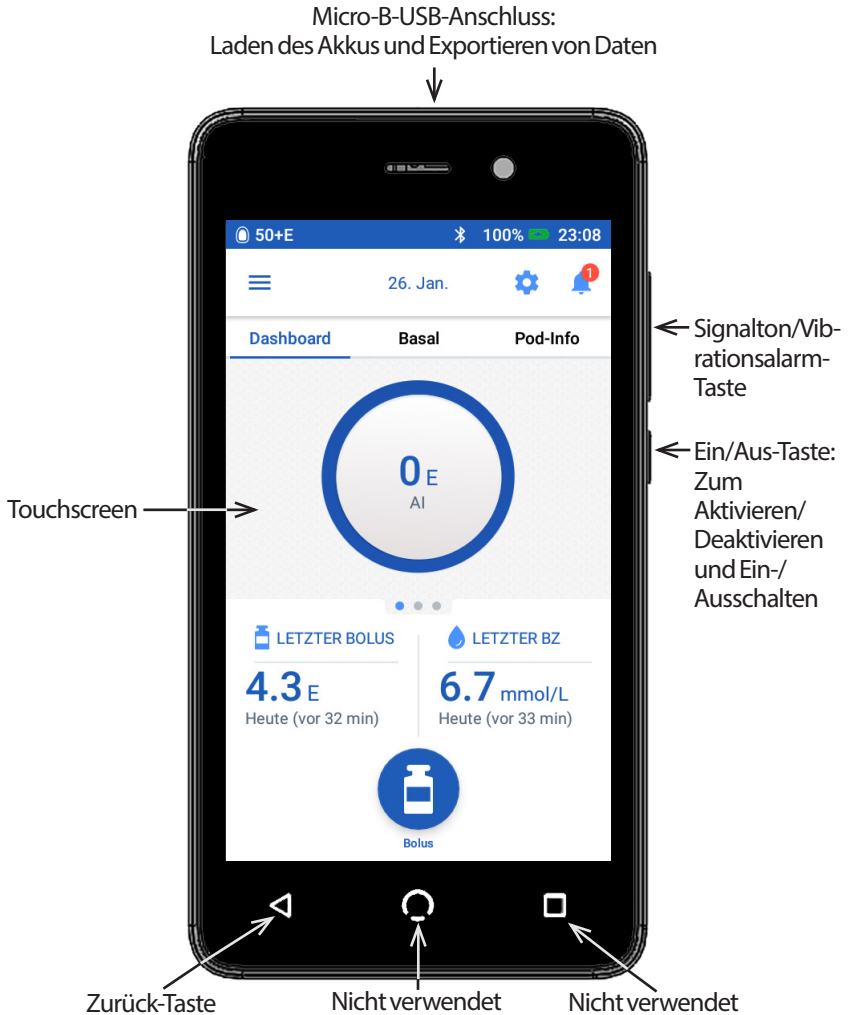 Micro-B-USB-Anschluss:
Laden des Akkus und Exportieren von Daten
50+E
100%
23:08
26. Jan.
1
Dashboard
Basal
Pod-Info
0 E
AI
LETZTER BOLUS
LETZTER BZ
4.3 E
6.7 mmol/L
Heute (vor 32 min)
Heute (vor 33 min)
Bolus
Touchscreen
Signalton/Vib-
rationsalarm-
Taste
Ein/Aus-Taste:
Zum
Aktivieren/
Deaktivieren
und Ein-/
Ausschalten
Zurück-Taste
Nicht verwendet
Nicht verwendet